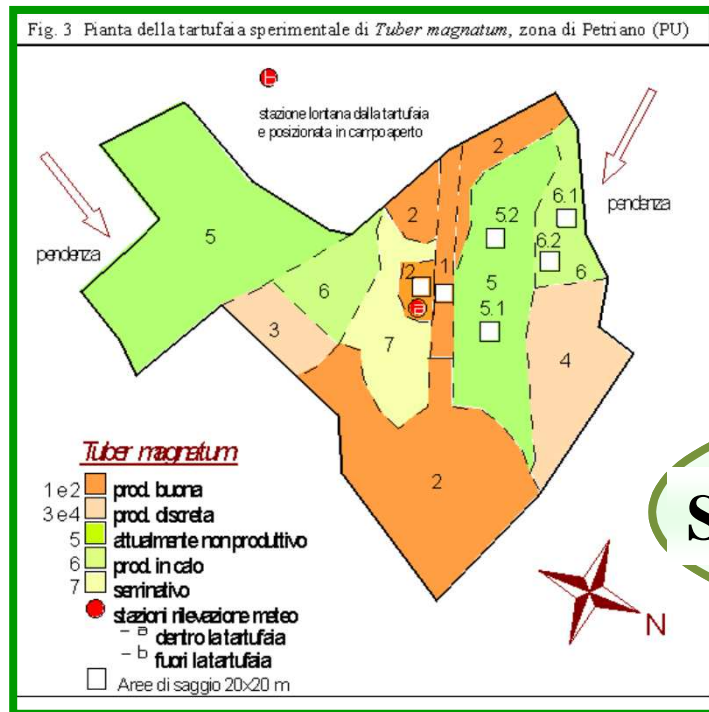 Fig. 3 Pianta della tartufaia sperimentale di Tuber magnatum, zona di Petriano (PU)
b
stazione lontana dalla tartufaia
e posizionata in campo aperto
pendenza
pendenza
5
2
2
6.1
5.2
6.2
1
2
6
5
6
a
5.1
3
7
4
2
Tuber magnatum
1 e 2 prod. buona
3 e 4 prod. discreta
5 attualmente non produttivo
6 prod. in calo
7 seminativo
stazioni rilevazione meteo
- a dentro la tartufaia
- b fuori la tartufaia
Aree di saggio 20x20 m
S
N